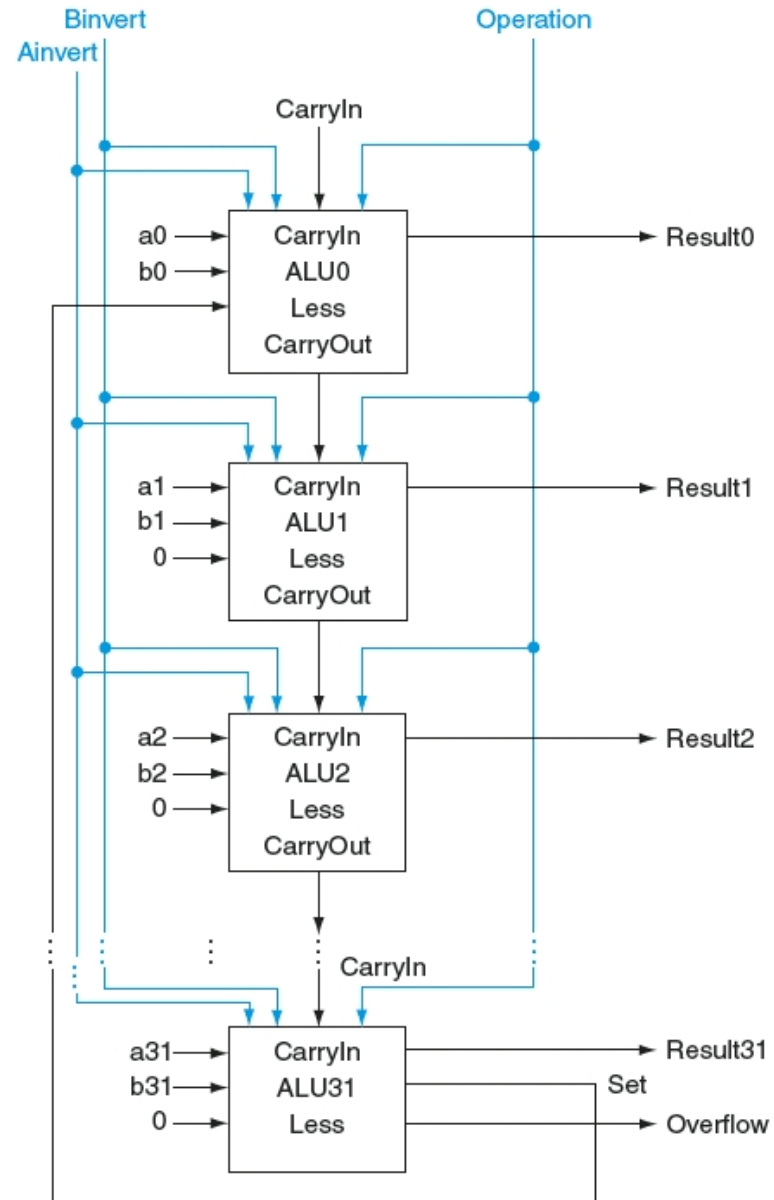 Binvert
Operation
Ainvert
CarryIn
a0
CarryIn
Result0
b0
ALU0
Less
CarryOut
a1
CarryIn
Result1
b1
ALU1
0
Less
CarryOut
a2
CarryIn
Result2
b2
ALU2
0
Less
CarryOut
CarryIn
a31
CarryIn
Result31
b31
ALU31
Set
0
Less
Overflow